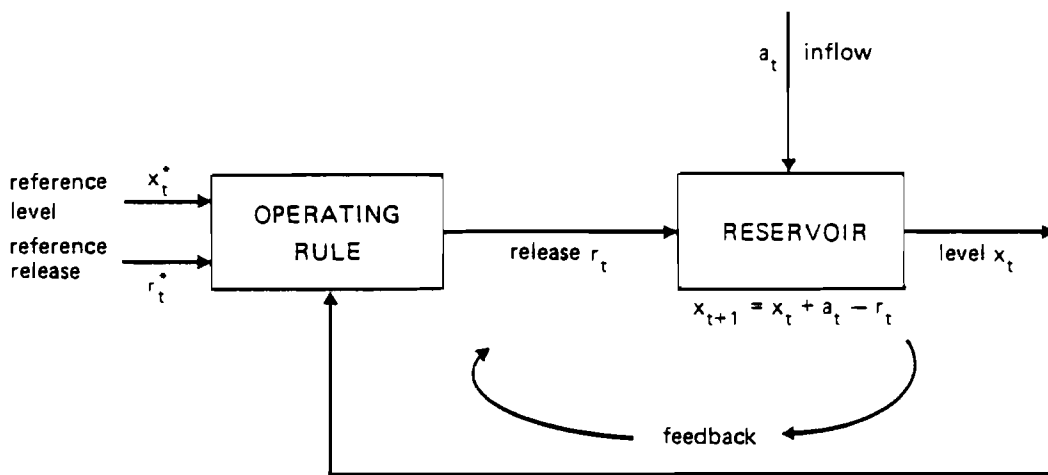 a_t inflow
reference level
x_t^*
reference release
r_t^*
OPERATING
RULE
release r_t
RESERVOIR
level x_t
x_{t+1} = x_t + a_t – r_t
feedback